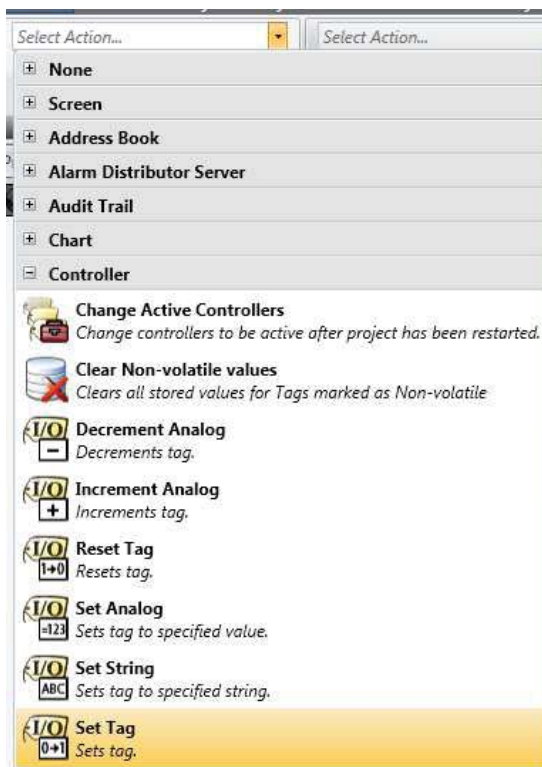 Select Action...
Select Action...
None
Screen
Address Book
Alarm Distributor Server
Audit Trail
Chart
Controller
Change Active Controllers
Change controllers to be active after project has been restarted.
Clear Non-volatile values
Clears all stored values for Tags marked as Non-volatile
I/O Decrement Analog
Decrements tag.
I/O Increment Analog
Increments tag.
I/O Reset Tag
1→0 Resets tag.
I/O Set Analog
=123 Sets tag to specified value.
I/O Set String
ABC Sets tag to specified string.
I/O Set Tag
0→1 Sets tag.